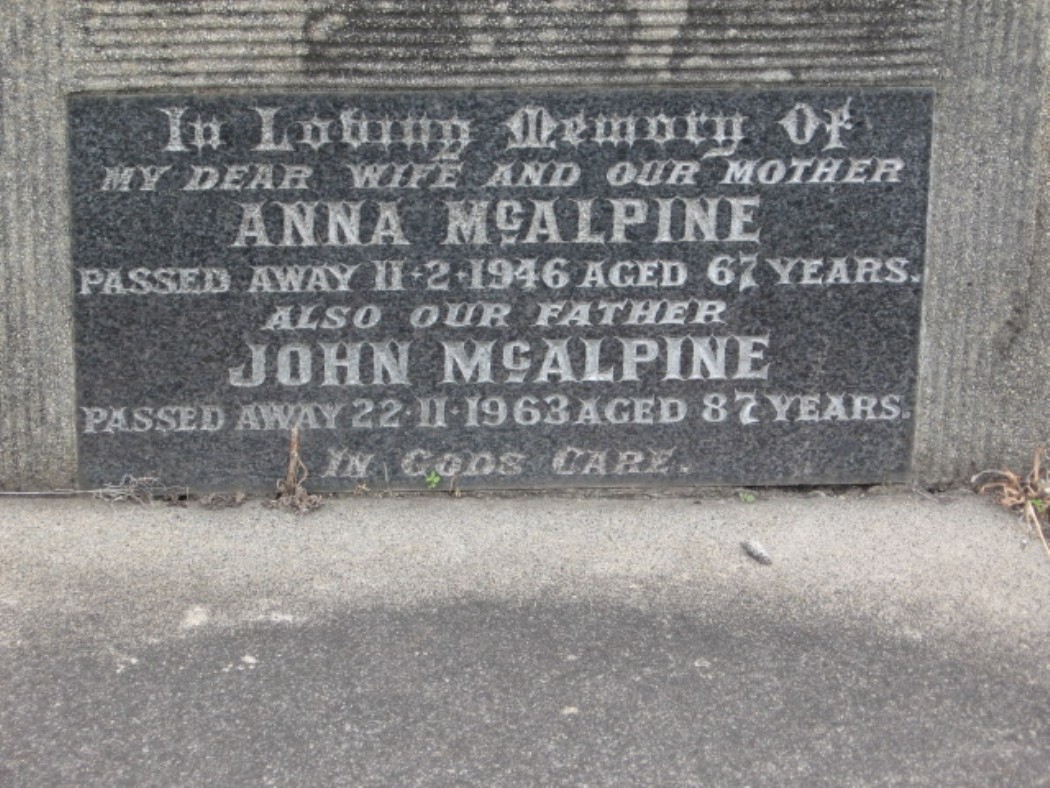 In Loving Memory Of
MY DEAR WIFE AND OUR MOTHER
ANNA McALPINE
PASSED AWAY 11·2·1946 AGED 67 YEARS.
ALSO OUR FATHER
JOHN McALPINE
PASSED AWAY 22·11·1963 AGED 87 YEARS.
IN GODS CARE.